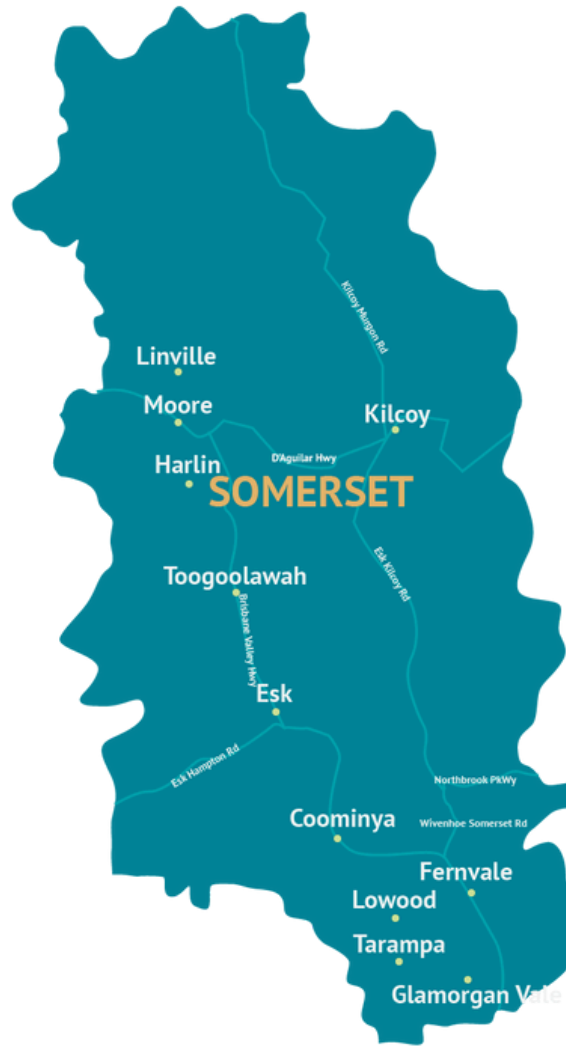 Kilcoy Murgon Rd
Linville
Moore
Kilcoy
D'Aguilar Hwy
Harlin
SOMERSET
Esk Kilcoy Rd
Toogoolawah
Brisbane Valley Hwy
Esk
Esk Hampton Rd
Northbrook PkWy
Coominya
Wivenhoe Somerset Rd
Fernvale
Lowood
Tarampa
Glamorgan Vale